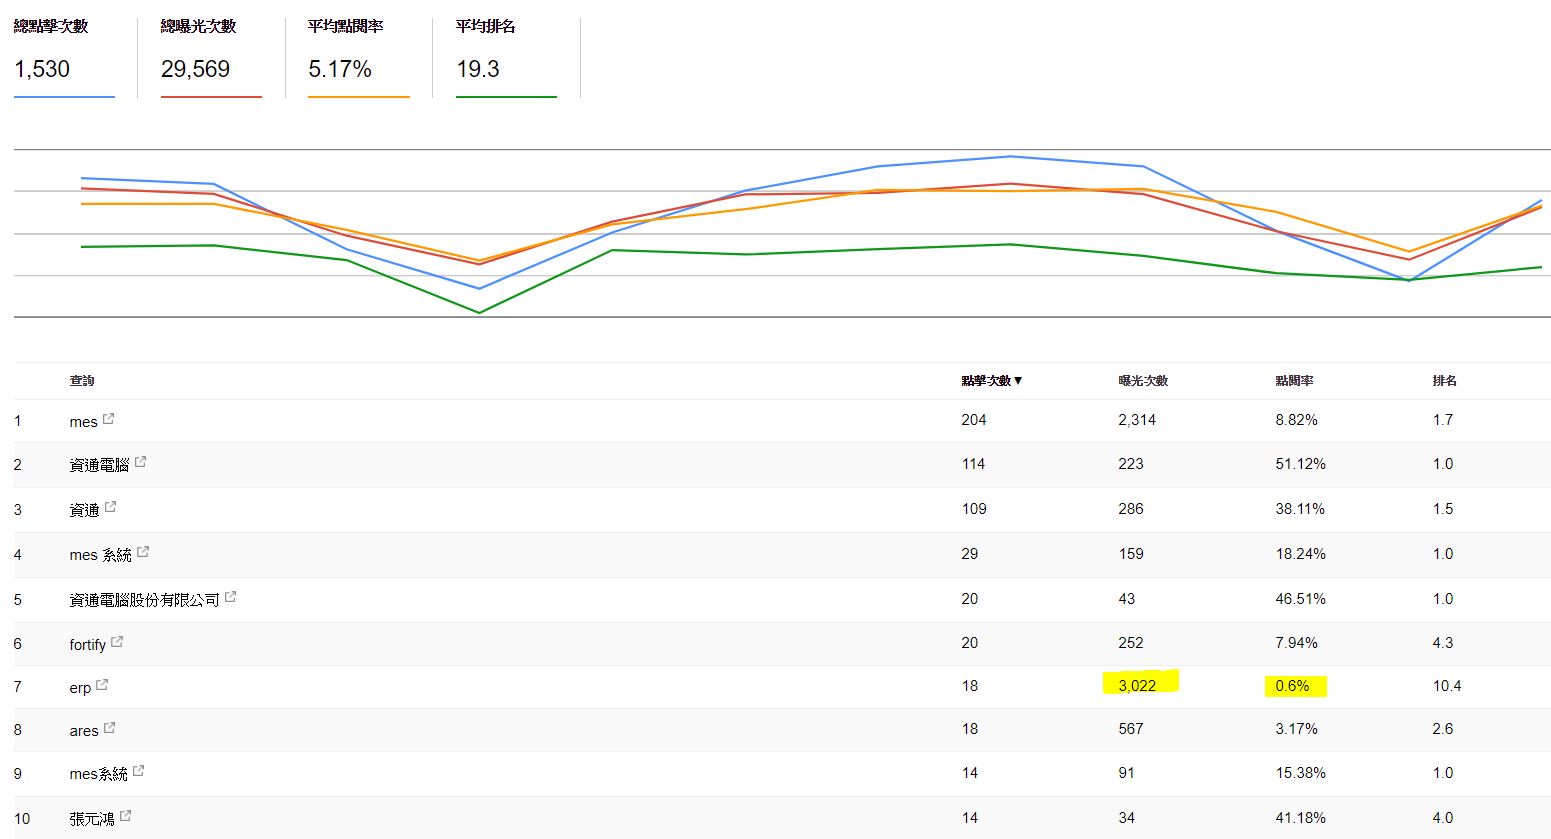 總點擊次數 總曝光次數 平均點閱率 平均排名
1,530 29,569 5.17% 19.3
查詢 點擊次數▼ 曝光次數 點閱率 排名
1 mes 204 2,314 8.82% 1.7
2 資通電腦 114 223 51.12% 1.0
3 資通 109 286 38.11% 1.5
4 mes 系統 29 159 18.24% 1.0
5 資通電腦股份有限公司 20 43 46.51% 1.0
6 fortify 20 252 7.94% 4.3
7 erp 18 3,022 0.6% 10.4
8 ares 18 567 3.17% 2.6
9 mes系統 14 91 15.38% 1.0
10 張元鴻 14 34 41.18% 4.0